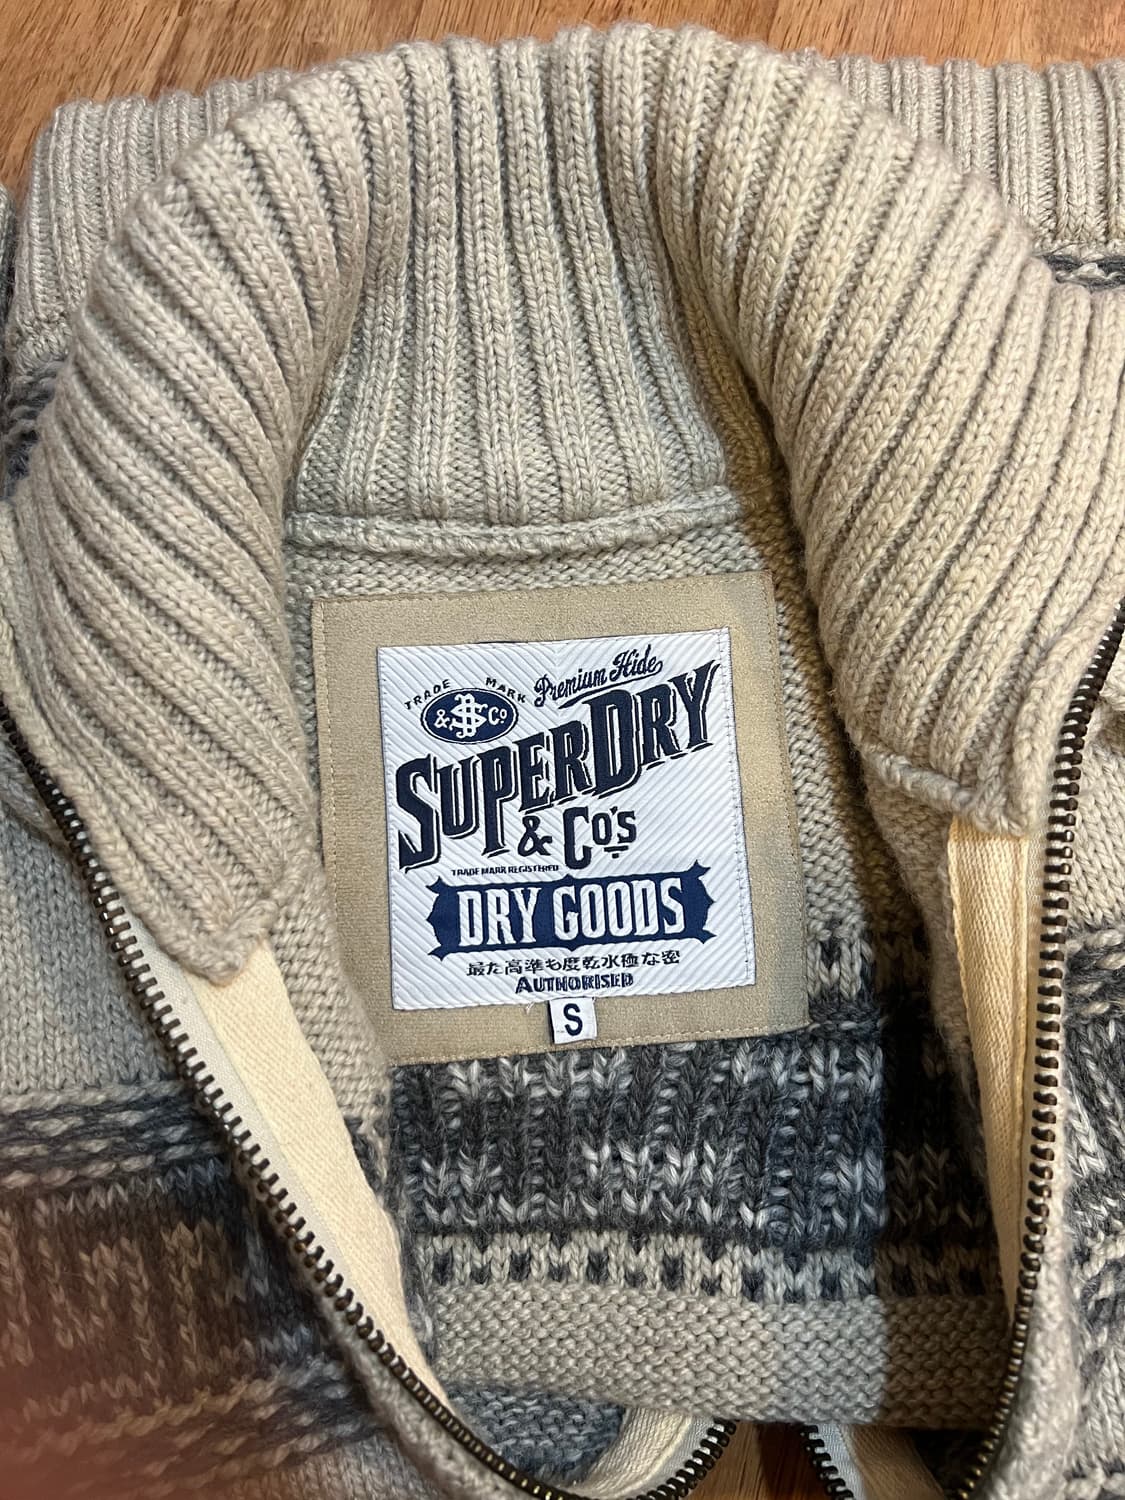 TRADE MARK
Premium Hide
& $ Co
SUPERDRY
& Co's
TRADE MARK REGISTERED
DRY GOODS
最た高準も度乾水極な密
AUTHORISED
S